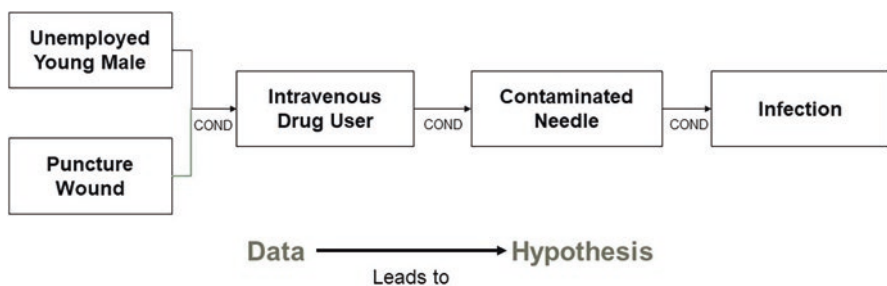 Unemployed
Young Male
Puncture
Wound
COND
Intravenous
Drug User
COND
Contaminated
Needle
COND
Infection
Data
Leads to
Hypothesis